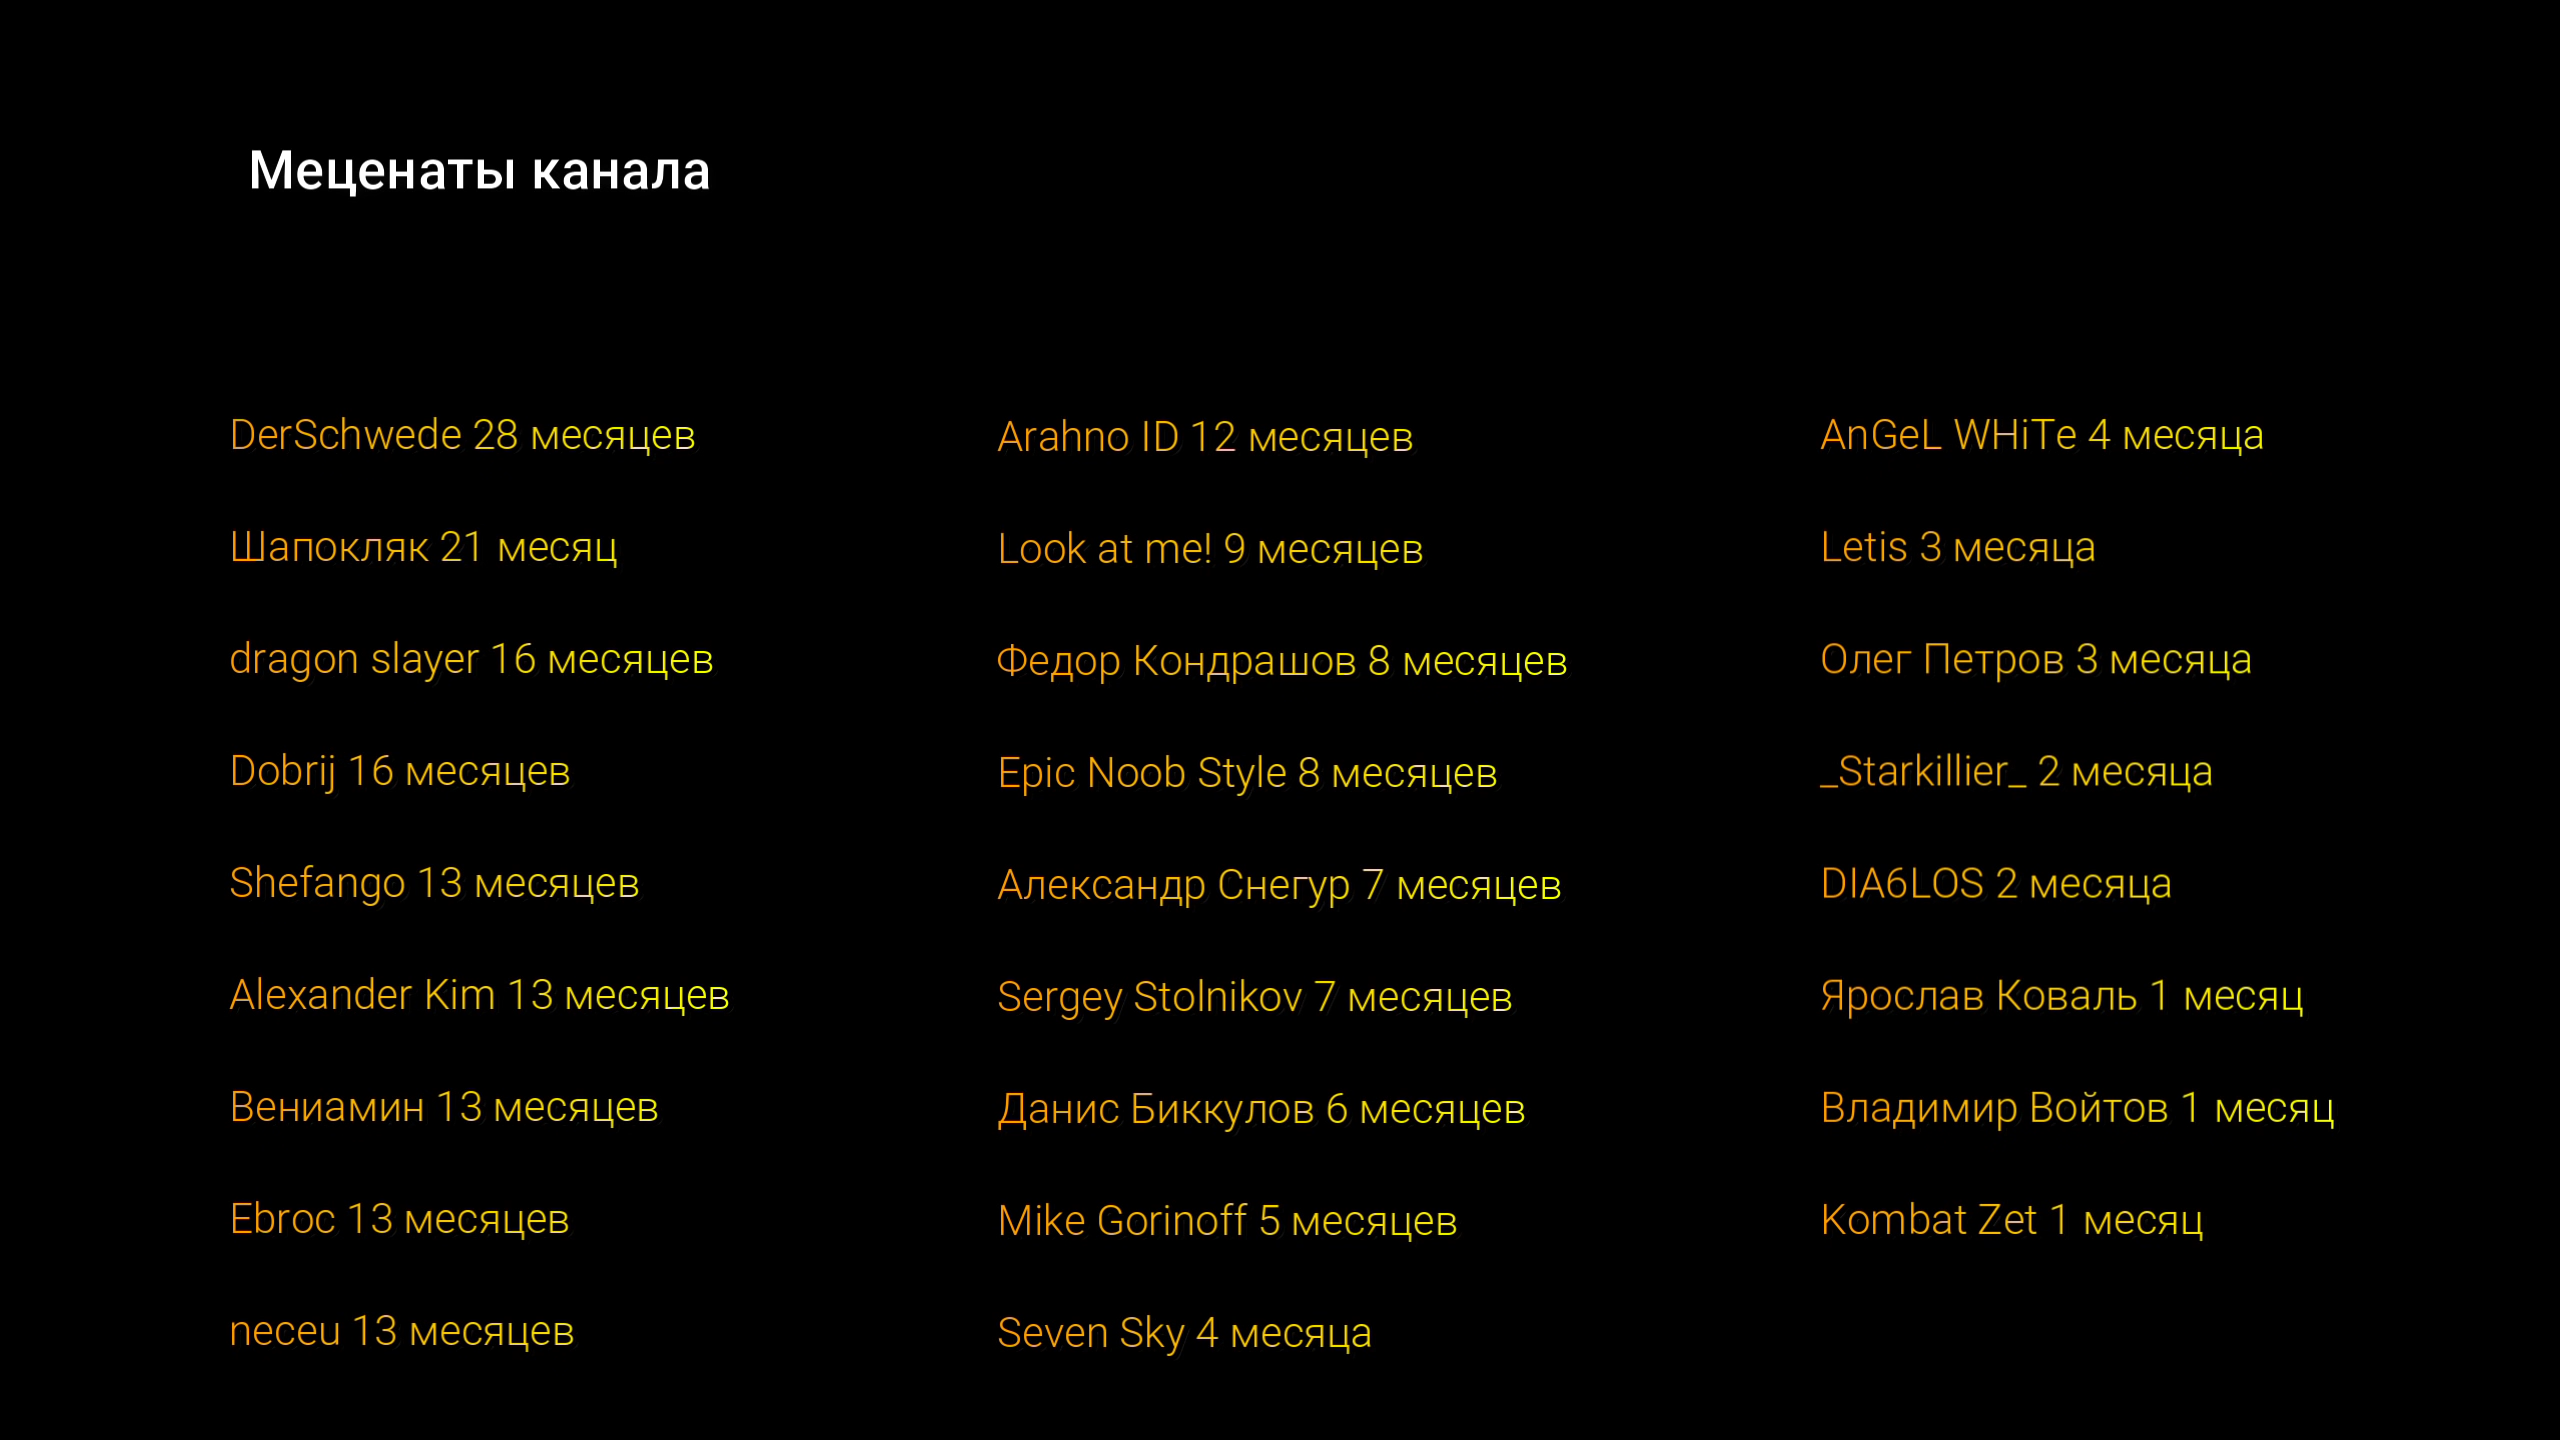 Меценаты канала
DerSchwede 28 месяцев
Шапокляк 21 месяц
dragon slayer 16 месяцев
Dobrij 16 месяцев
Shefango 13 месяцев
Alexander Kim 13 месяцев
Вениамин 13 месяцев
Ebroc 13 месяцев
neceu 13 месяцев
Arahno ID 12 месяцев
Look at me! 9 месяцев
Федор Кондрашов 8 месяцев
Epic Noob Style 8 месяцев
Александр Снегур 7 месяцев
Sergey Stolnikov 7 месяцев
Данис Биккулов 6 месяцев
Mike Gorinoff 5 месяцев
Seven Sky 4 месяца
AnGeL WHiTe 4 месяца
Letis 3 месяца
Олег Петров 3 месяца
_Starkillier_ 2 месяца
DIA6LOS 2 месяца
Ярослав Коваль 1 месяц
Владимир Войтов 1 месяц
Kombat Zet 1 месяц